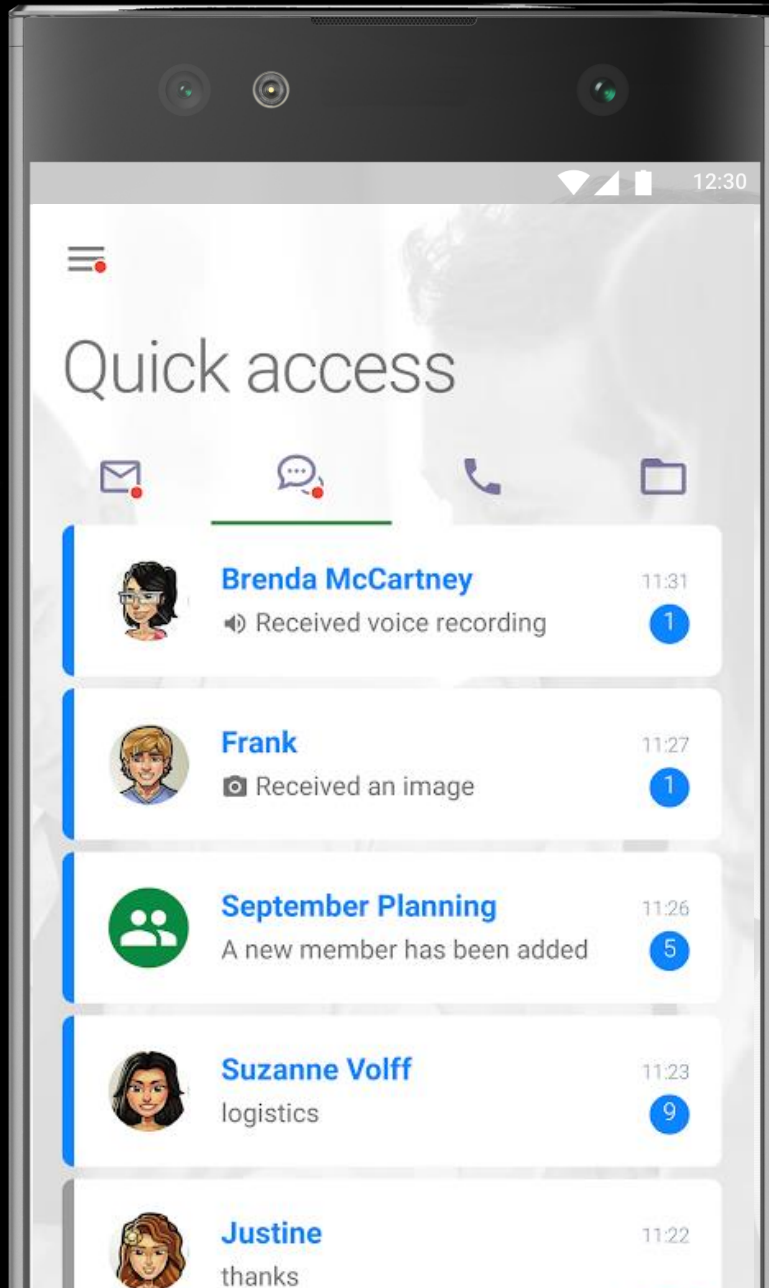 12:30
Quick access
Brenda McCartney 11:31
Received voice recording 1
Frank 11:27
Received an image 1
September Planning 11:26
A new member has been added 5
Suzanne Volff 11:23
logistics 9
Justine 11:22
thanks